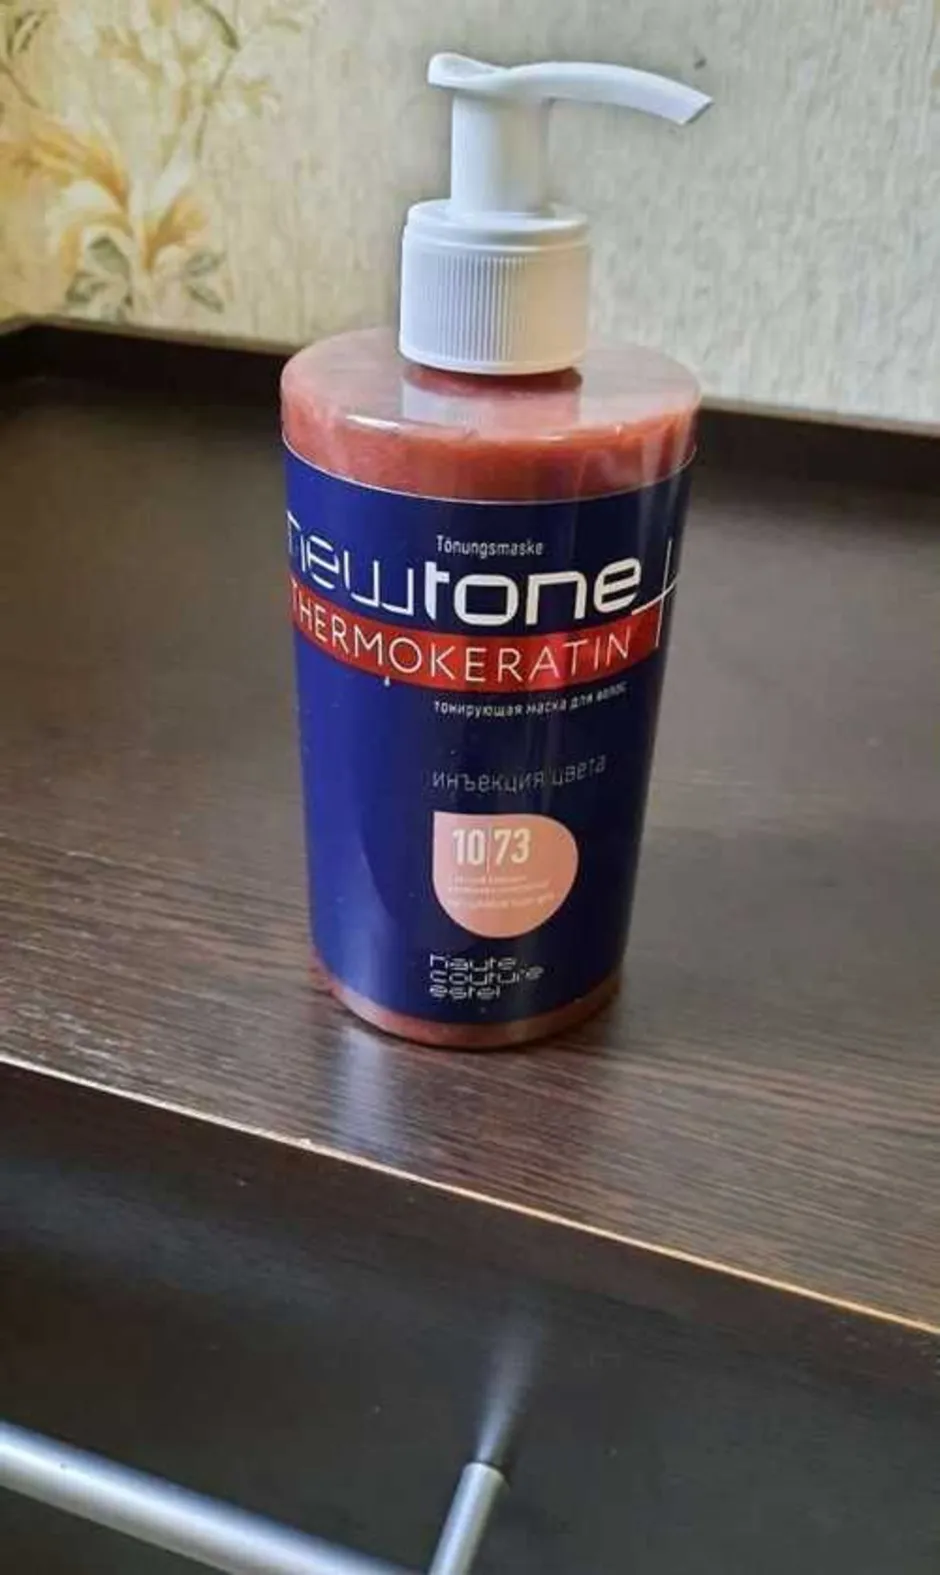 Tönungsmaske
newtone
THERMOKERATIN
тонирующая маска для волос
инъекция цвета
10|73
haute
couture
estel